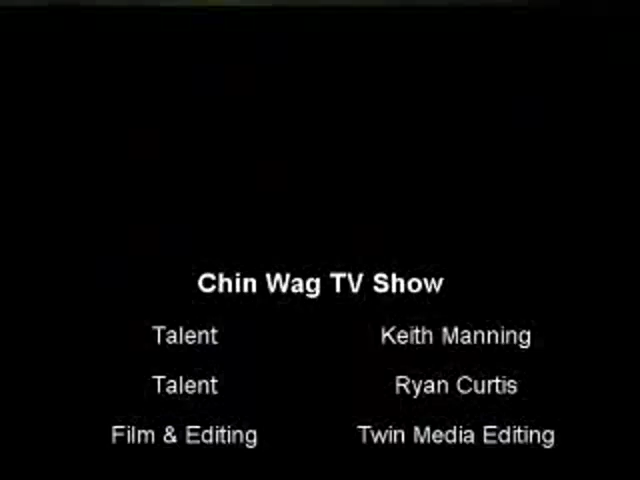 Chin Wag TV Show
Talent Keith Manning
Talent Ryan Curtis
Film & Editing Twin Media Editing